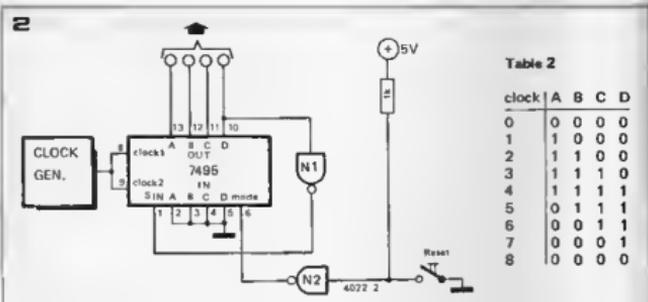 2
5V
1k
13 12 11 10
A B C D
OUT
7495
IN
CLOCK
GEN.
8
clock1
9
clock2
S IN A B C D mode
1 2 3 4 5 6
N1
N2
4022 2
Reset
Table 2
clock A B C D
0 0 0 0 0
1 1 0 0 0
2 1 1 0 0
3 1 1 1 0
4 1 1 1 1
5 0 1 1 1
6 0 0 1 1
7 0 0 0 1
8 0 0 0 0